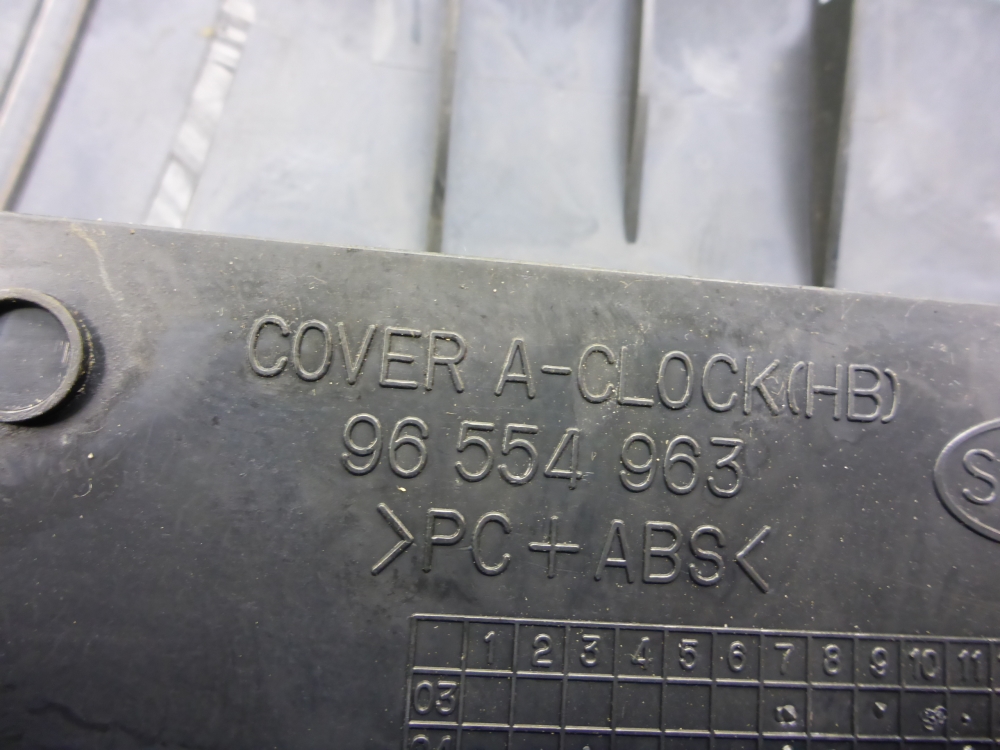 COVER A-CLOCK(HB)
96 554 963
>PC+ABS<
S
1 2 3 4 5 6 7 8 9 10 11
03